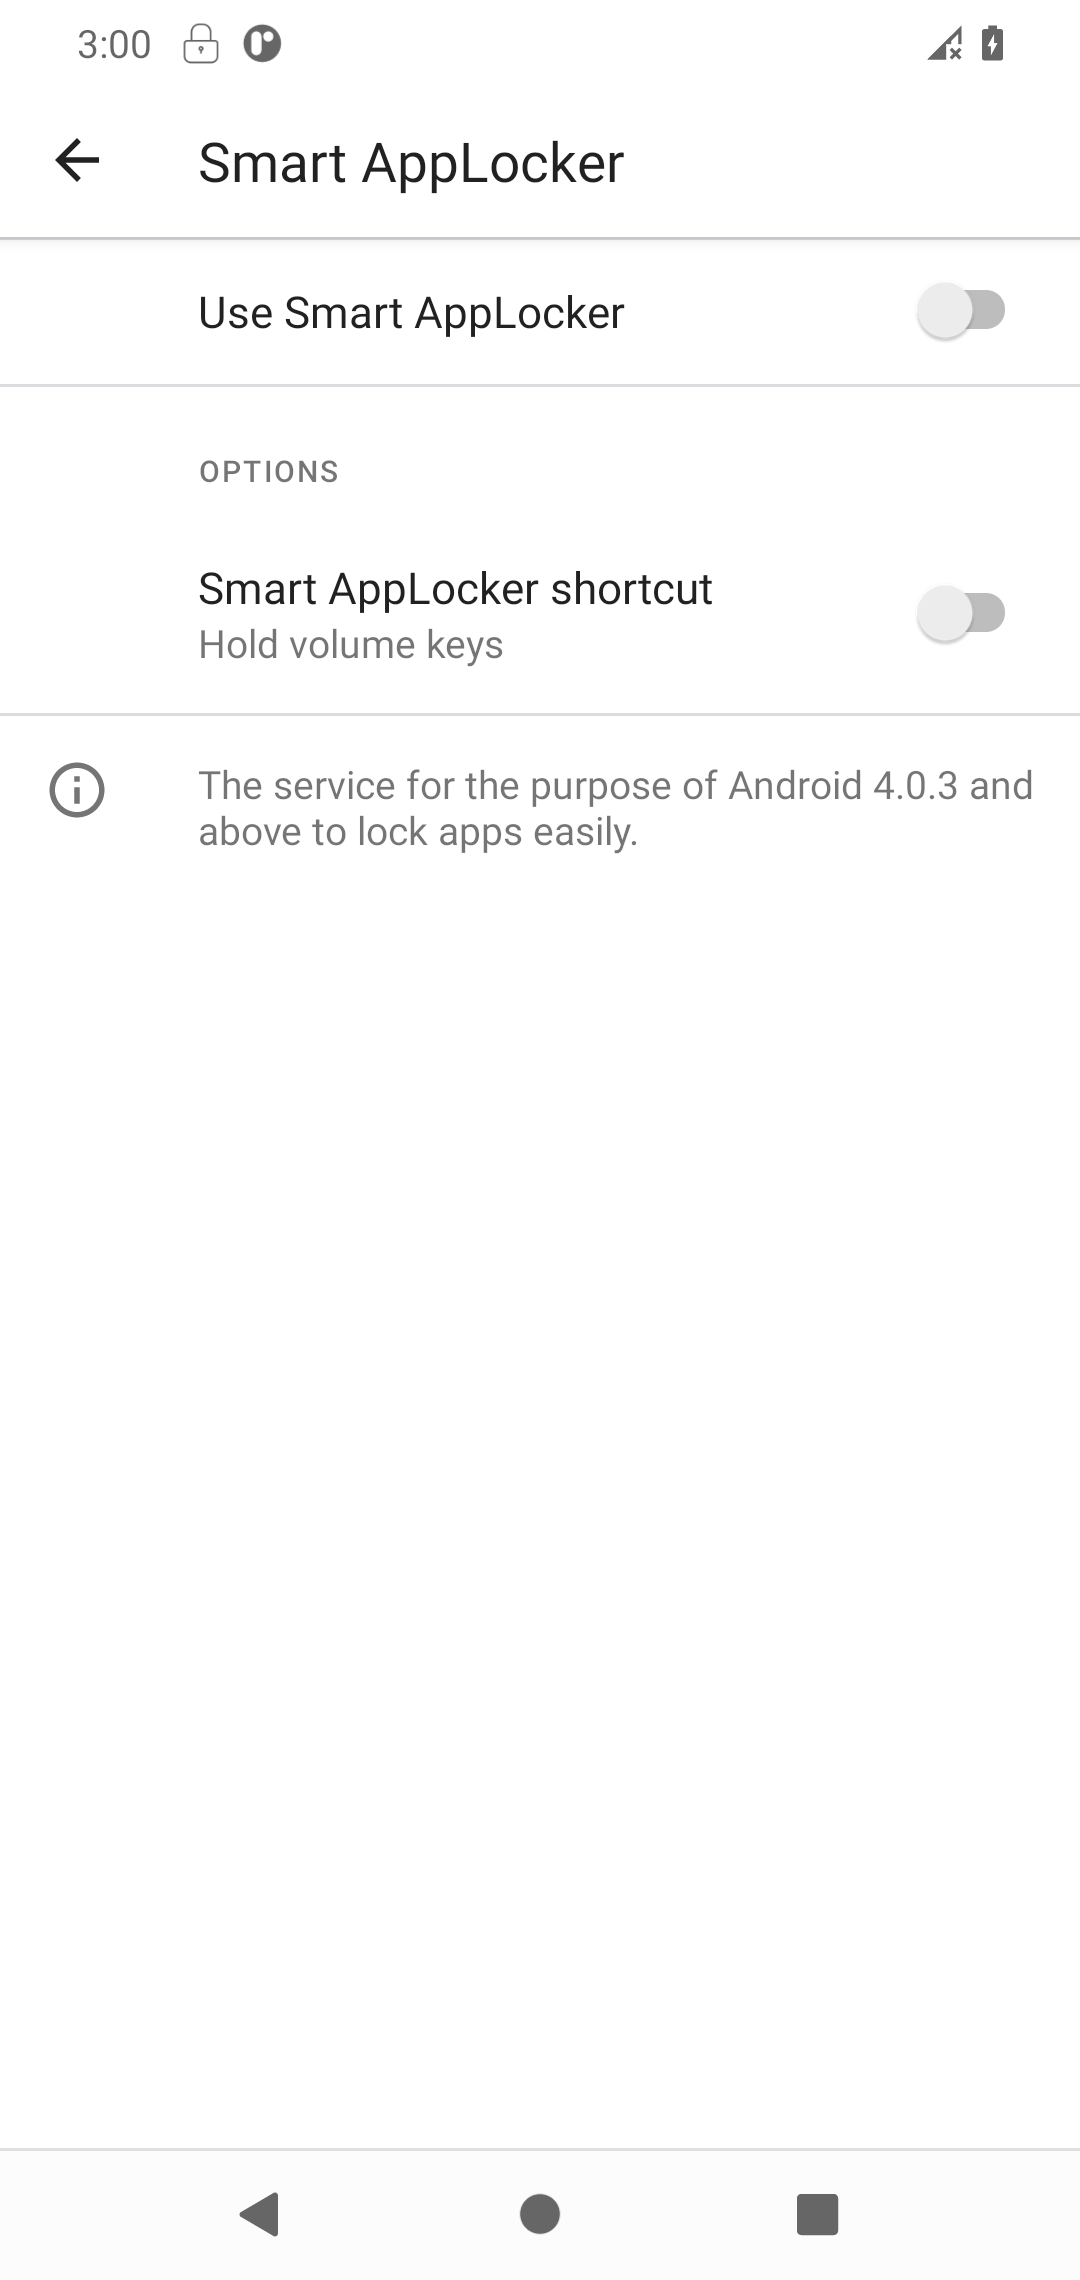 3:00
Smart AppLocker
Use Smart AppLocker
OPTIONS
Smart AppLocker shortcut
Hold volume keys
The service for the purpose of Android 4.0.3 and
above to lock apps easily.